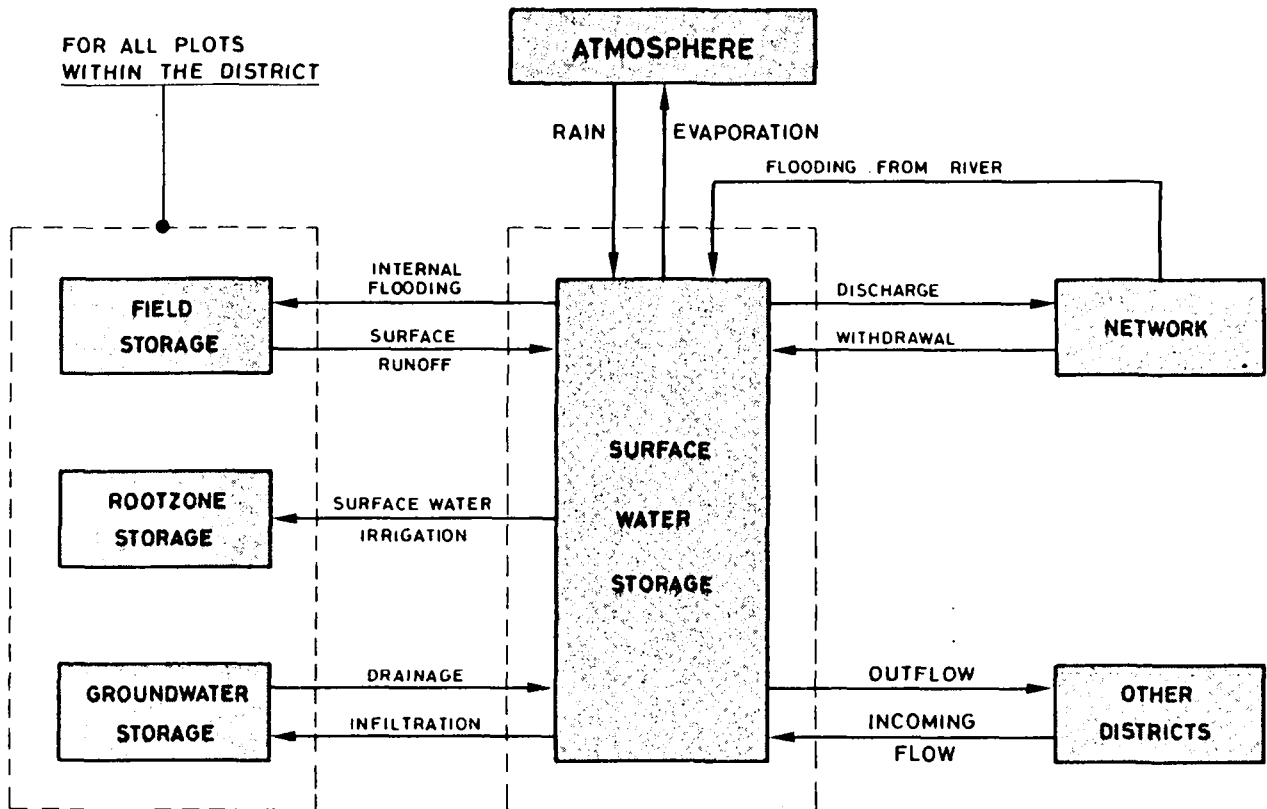 FOR ALL PLOTS
WITHIN THE DISTRICT
ATMOSPHERE
RAIN
EVAPORATION
FLOODING FROM RIVER
INTERNAL
FLOODING
SURFACE
RUNOFF
FIELD
STORAGE
DISCHARGE
WITHDRAWAL
NETWORK
SURFACE
WATER
STORAGE
ROOTZONE
STORAGE
SURFACE WATER
IRRIGATION
GROUNDWATER
STORAGE
DRAINAGE
INFILTRATION
OUTFLOW
INCOMING
FLOW
OTHER
DISTRICTS